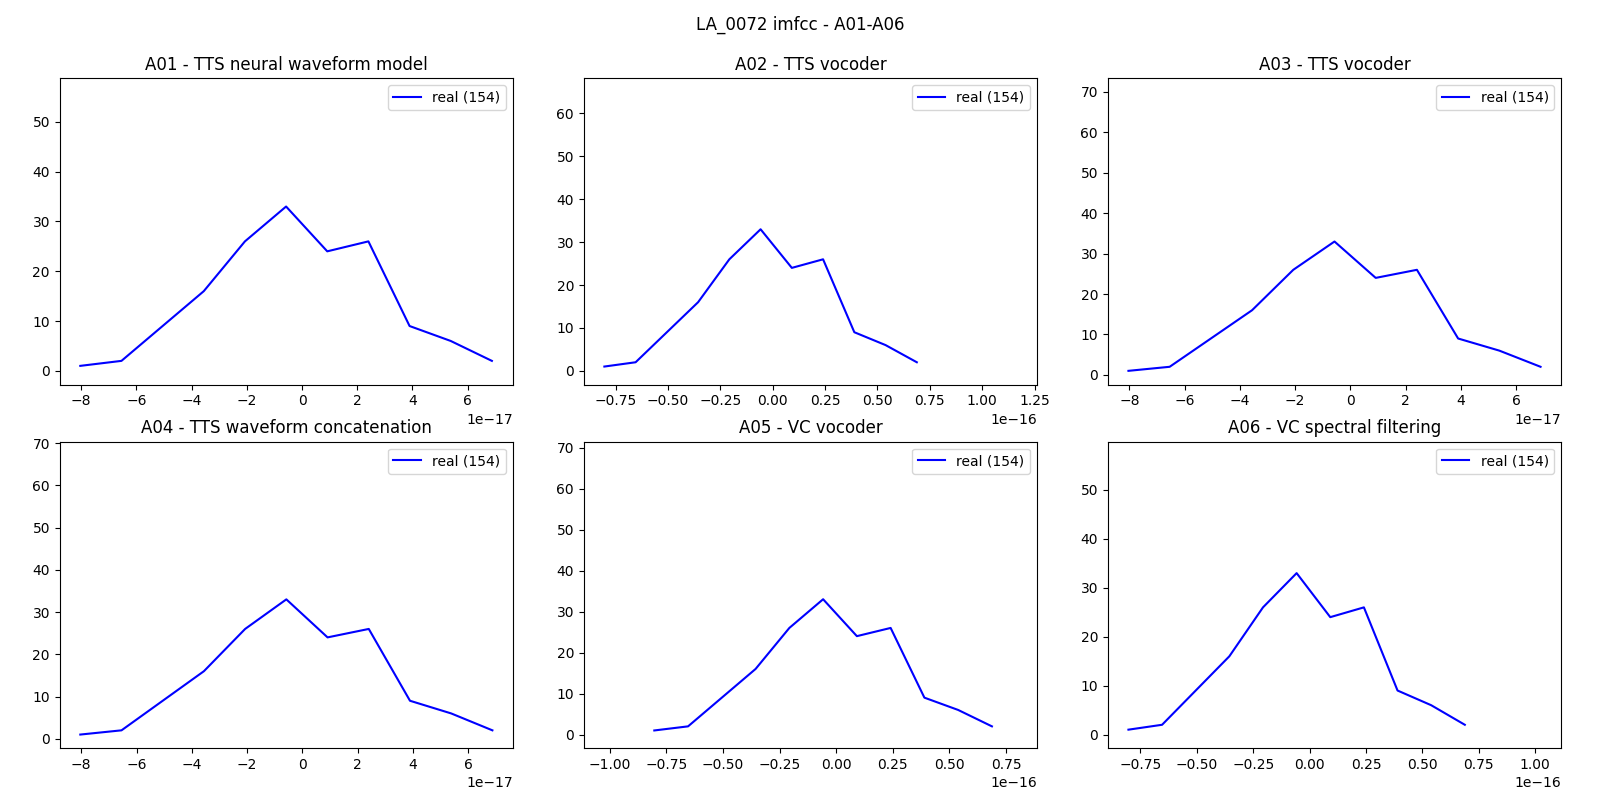 LA_0072 imfcc - A01-A06
A01 - TTS neural waveform model
real (154)
50
40
30
20
10
0
−8 −6 −4 −2 0 2 4 6
1e−17
A02 - TTS vocoder
real (154)
60
50
40
30
20
10
0
−0.75 −0.50 −0.25 0.00 0.25 0.50 0.75 1.00 1.25
1e−16
A03 - TTS vocoder
real (154)
70
60
50
40
30
20
10
0
−8 −6 −4 −2 0 2 4 6
1e−17
A04 - TTS waveform concatenation
real (154)
70
60
50
40
30
20
10
0
−8 −6 −4 −2 0 2 4 6
1e−17
A05 - VC vocoder
real (154)
70
60
50
40
30
20
10
0
−1.00 −0.75 −0.50 −0.25 0.00 0.25 0.50 0.75
1e−16
A06 - VC spectral filtering
real (154)
50
40
30
20
10
0
−0.75 −0.50 −0.25 0.00 0.25 0.50 0.75 1.00
1e−16